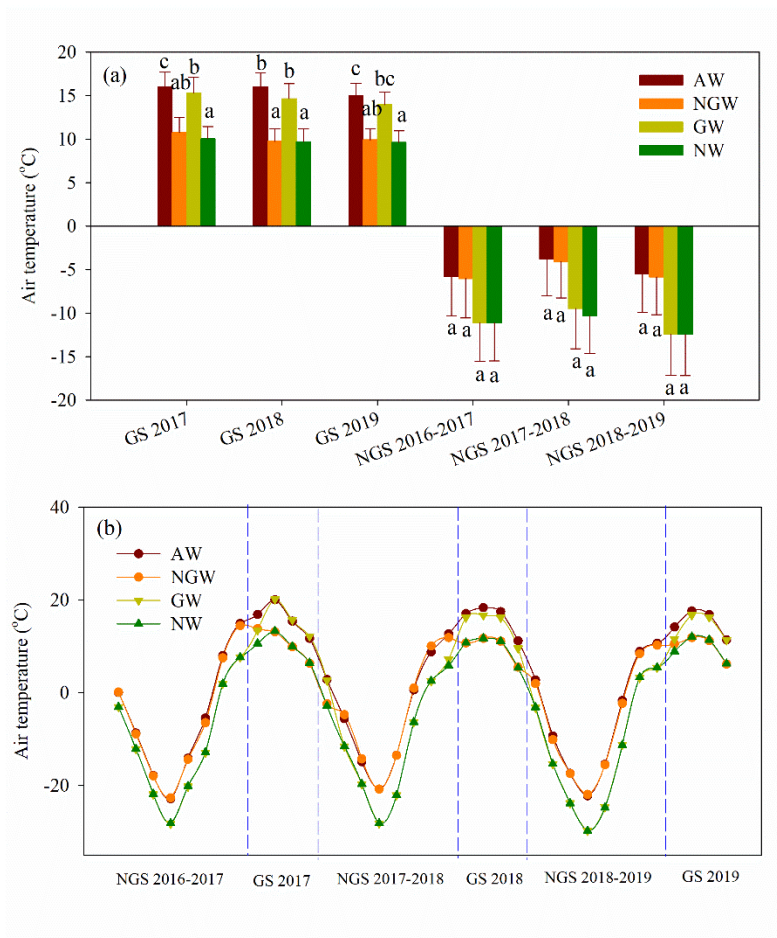 (a)
20
15
10
5
0
-5
-10
-15
-20
Air temperature (°C)
c ab b a
b a b a
c ab bc a
a a a a
a a a a
a a a a
AW
NGW
GW
NW
GS 2017
GS 2018
GS 2019
NGS 2016-2017
NGS 2017-2018
NGS 2018-2019
(b)
40
20
0
-20
Air temperature (°C)
AW
NGW
GW
NW
NGS 2016-2017
GS 2017
NGS 2017-2018
GS 2018
NGS 2018-2019
GS 2019